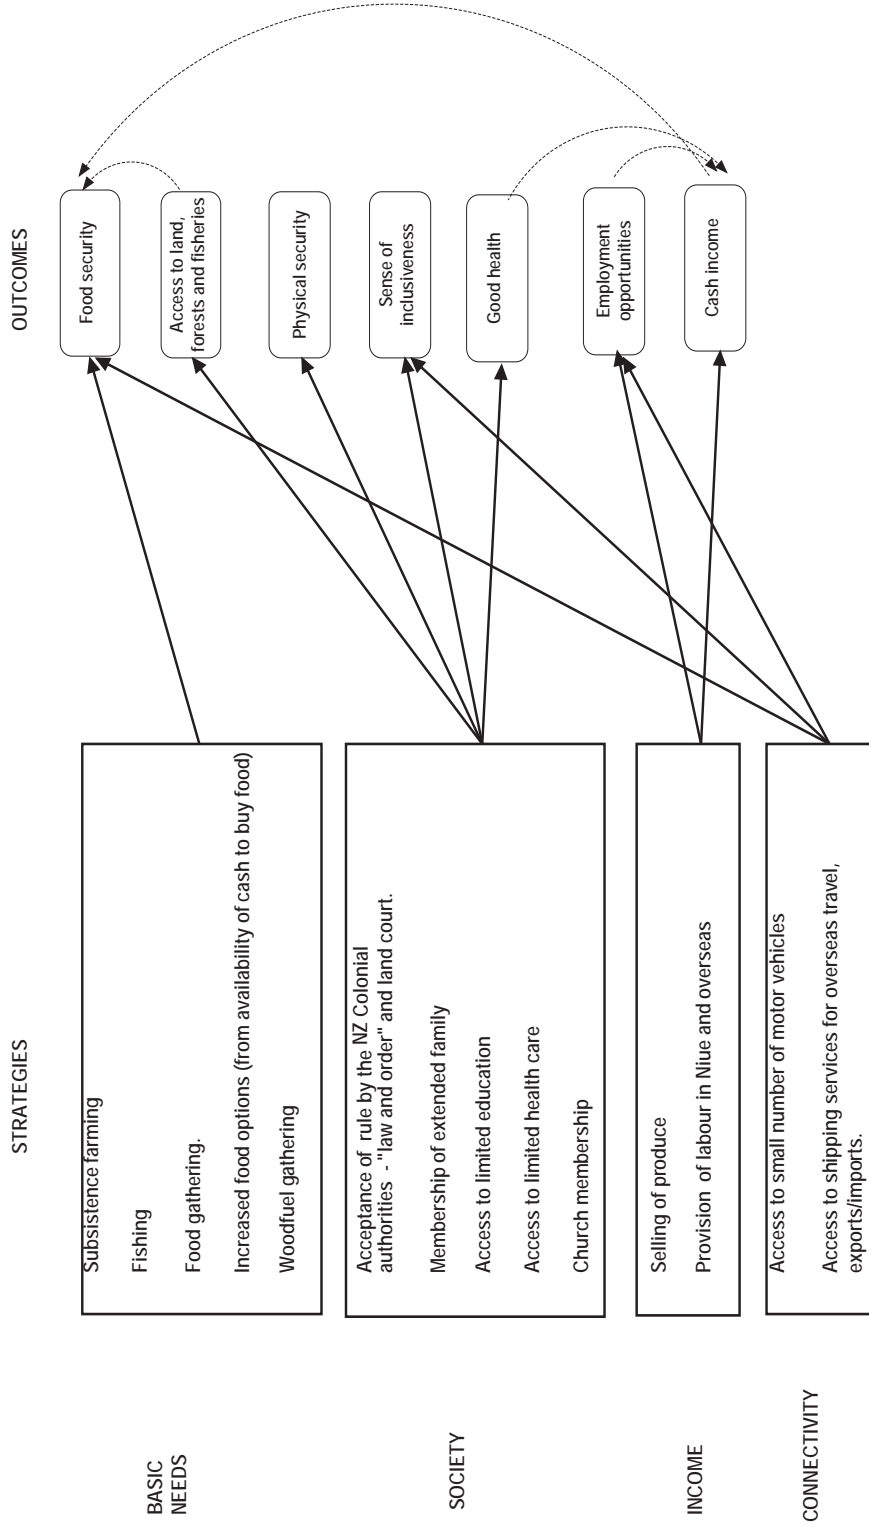 STRATEGIES
OUTCOMES
BASIC
NEEDS
Subsistence farming
Fishing
Food gathering.
Increased food options (from availability of cash to buy food)
Woodfuel gathering
SOCIETY
Acceptance of rule by the NZ Colonial
authorities - "law and order" and land court.
Membership of extended family
Access to limited education
Access to limited health care
Church membership
INCOME
Selling of produce
Provision of labour in Niue and overseas
CONNECTIVITY
Access to small number of motor vehicles
Access to shipping services for overseas travel,
exports/imports.
Food security
Access to land,
forests and fisheries
Physical security
Sense of
inclusiveness
Good health
Employment
opportunities
Cash income